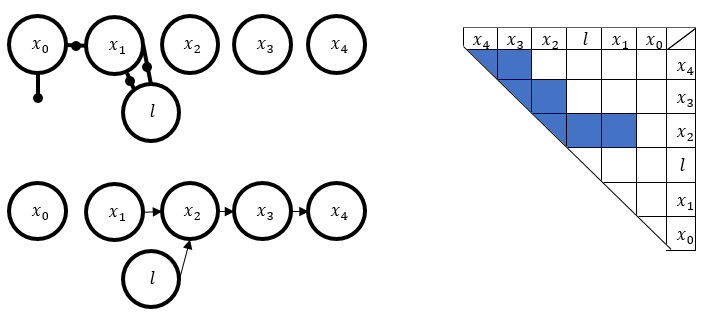 x₀ x₁ x₂ x₃ x₄
l
x₀ x₁ x₂ x₃ x₄
l
x₄ x₃ x₂ l x₁ x₀
x₄
x₃
x₂
l
x₁
x₀